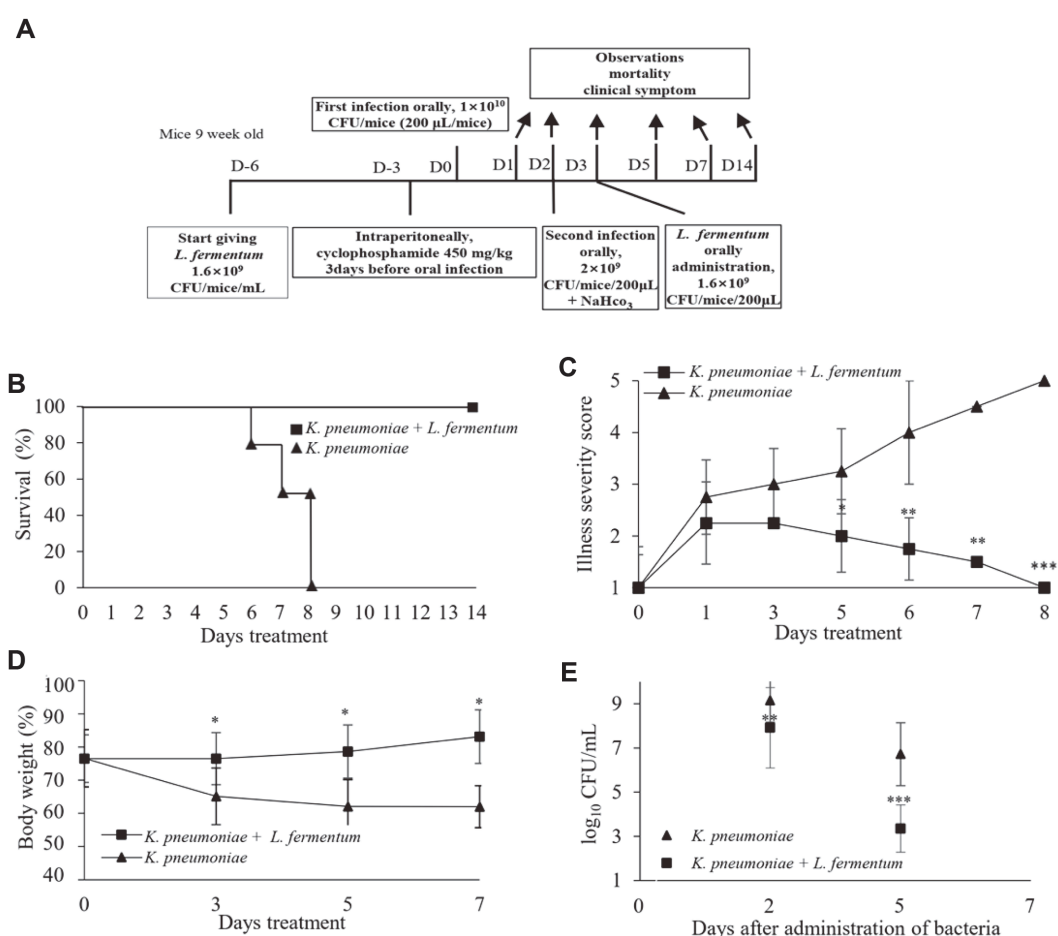 A
Observations
mortality
clinical symptom
First infection orally, 1×10¹⁰
CFU/mice (200 µL/mice)
Mice 9 week old
D-6 D-3 D0 D1 D2 D3 D5 D7 D14
Start giving
L. fermentum
1.6×10⁹
CFU/mice/mL
Intraperitoneally,
cyclophosphamide 450 mg/kg
3days before oral infection
Second infection
orally,
2×10⁹
CFU/mice/200µL
+ NaHco₃
L. fermentum
orally
administration,
1.6×10⁹
CFU/mice/200µL
B
Survival (%)
100
80
60
40
20
0
K. pneumoniae + L. fermentum
K. pneumoniae
0 1 2 3 4 5 6 7 8 9 10 11 12 13 14
Days treatment
C
Illness severity score
K. pneumoniae + L. fermentum
K. pneumoniae
5
4
3
2
1
* ** ** ***
0 1 3 5 6 7 8
Days treatment
D
Body weight (%)
100
90
80
70
60
50
40
* * *
K. pneumoniae + L. fermentum
K. pneumoniae
0 3 5 7
Days treatment
E
log₁₀ CFU/mL
9
7
5
3
1
** ***
K. pneumoniae
K. pneumoniae + L. fermentum
0 2 5 7
Days after administration of bacteria